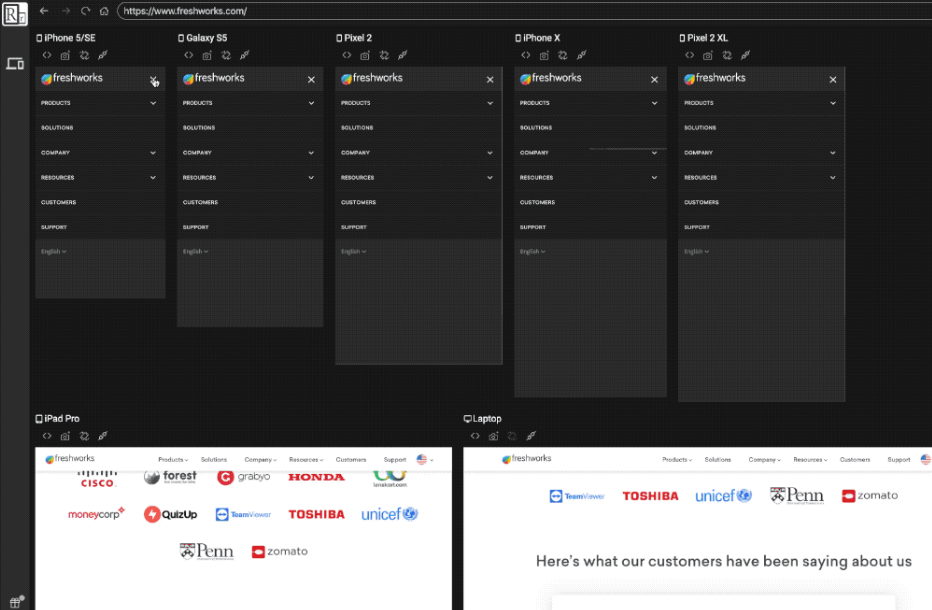 R
https://www.freshworks.com/
iPhone 5/SE
freshworks
PRODUCTS
SOLUTIONS
COMPANY
RESOURCES
CUSTOMERS
SUPPORT
English
Galaxy S5
freshworks
PRODUCTS
SOLUTIONS
COMPANY
RESOURCES
CUSTOMERS
SUPPORT
English
Pixel 2
freshworks
PRODUCTS
SOLUTIONS
COMPANY
RESOURCES
CUSTOMERS
SUPPORT
English
iPhone X
freshworks
PRODUCTS
SOLUTIONS
COMPANY
RESOURCES
CUSTOMERS
SUPPORT
English
Pixel 2 XL
freshworks
PRODUCTS
SOLUTIONS
COMPANY
RESOURCES
CUSTOMERS
SUPPORT
English
iPad Pro
freshworks Products Solutions Company Resources Customers Support
CISCO forest grabyo HONDA lenskart.com
moneycorp QuizUp TeamViewer TOSHIBA unicef
Penn zomato
Laptop
freshworks Products Solutions Company Resources Customers Support
TeamViewer TOSHIBA unicef Penn zomato
Here's what our customers have been saying about us